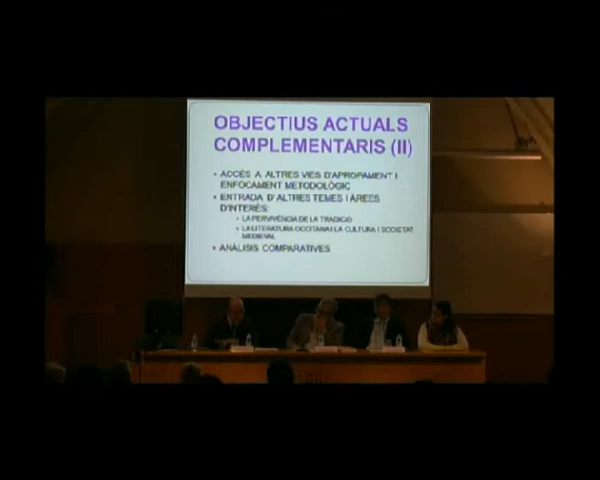 OBJECTIUS ACTUALS
COMPLEMENTARIS (II)
• ACCÉS A ALTRES VIES D'APROPAMENT I
ENFOCAMENT METODOLÒGIC
• ENTRADA D'ALTRES TEMES I ÀREES
D'INTERÉS:
• LA PERVIVÈNCIA DE LA TRADICIÓ
• LA LITERATURA OCCITANA I LA CULTURA I SOCIETAT
MEDIEVAL
• ANÀLISIS COMPARATIVES